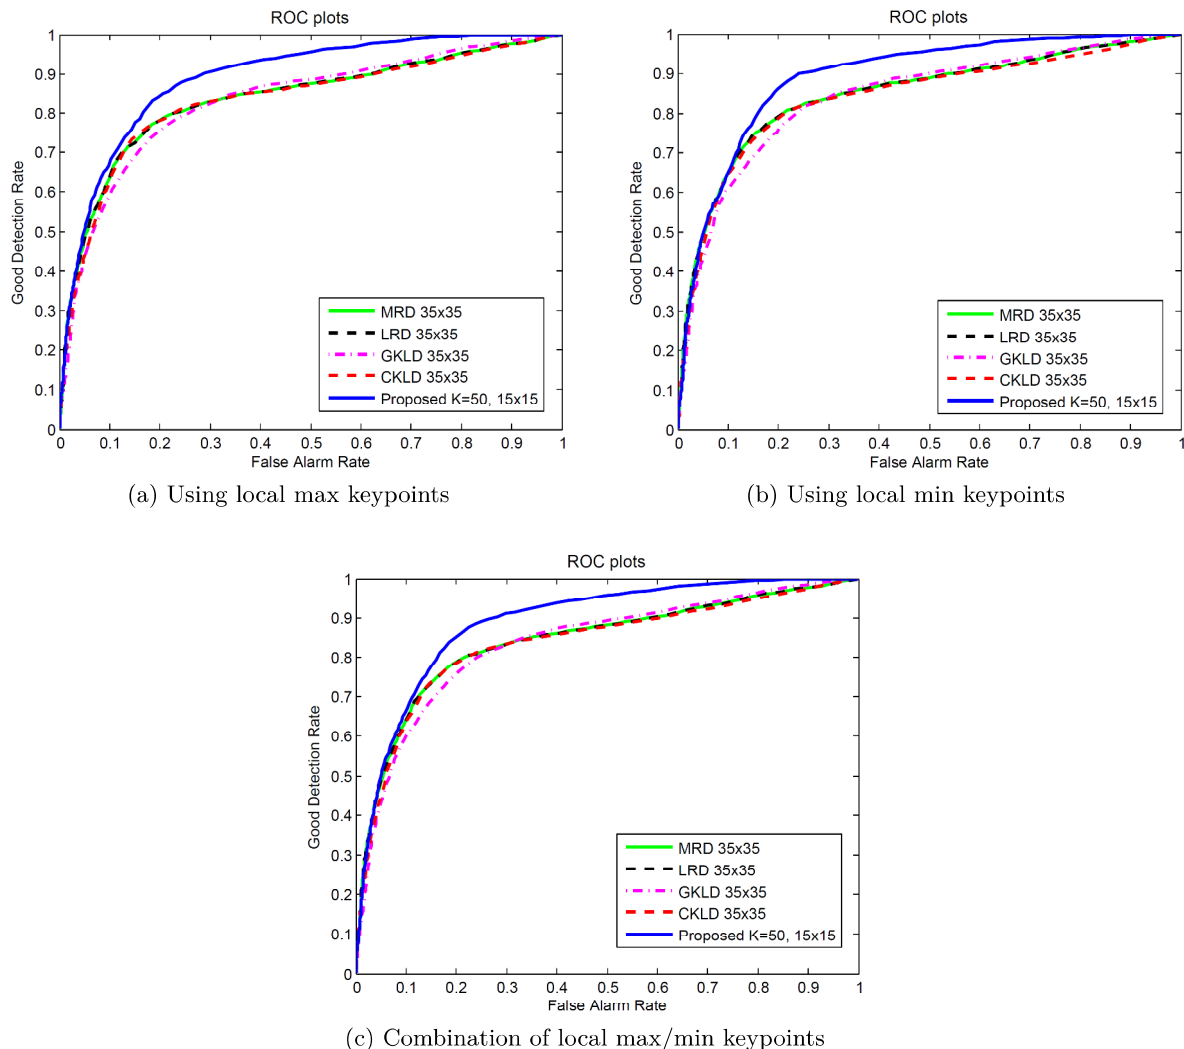 ROC plots
1
0.9
0.8
0.7
0.6
0.5
0.4
0.3
0.2
0.1
0
Good Detection Rate
MRD 35x35
LRD 35x35
GKLD 35x35
CKLD 35x35
Proposed K=50, 15x15
0 0.1 0.2 0.3 0.4 0.5 0.6 0.7 0.8 0.9 1
False Alarm Rate
(a) Using local max keypoints
ROC plots
1
0.9
0.8
0.7
0.6
0.5
0.4
0.3
0.2
0.1
0
Good Detection Rate
MRD 35x35
LRD 35x35
GKLD 35x35
CKLD 35x35
Proposed K=50, 15x15
0 0.1 0.2 0.3 0.4 0.5 0.6 0.7 0.8 0.9 1
False Alarm Rate
(b) Using local min keypoints
ROC plots
1
0.9
0.8
0.7
0.6
0.5
0.4
0.3
0.2
0.1
0
Good Detection Rate
MRD 35x35
LRD 35x35
GKLD 35x35
CKLD 35x35
Proposed K=50, 15x15
0 0.1 0.2 0.3 0.4 0.5 0.6 0.7 0.8 0.9 1
False Alarm Rate
(c) Combination of local max/min keypoints